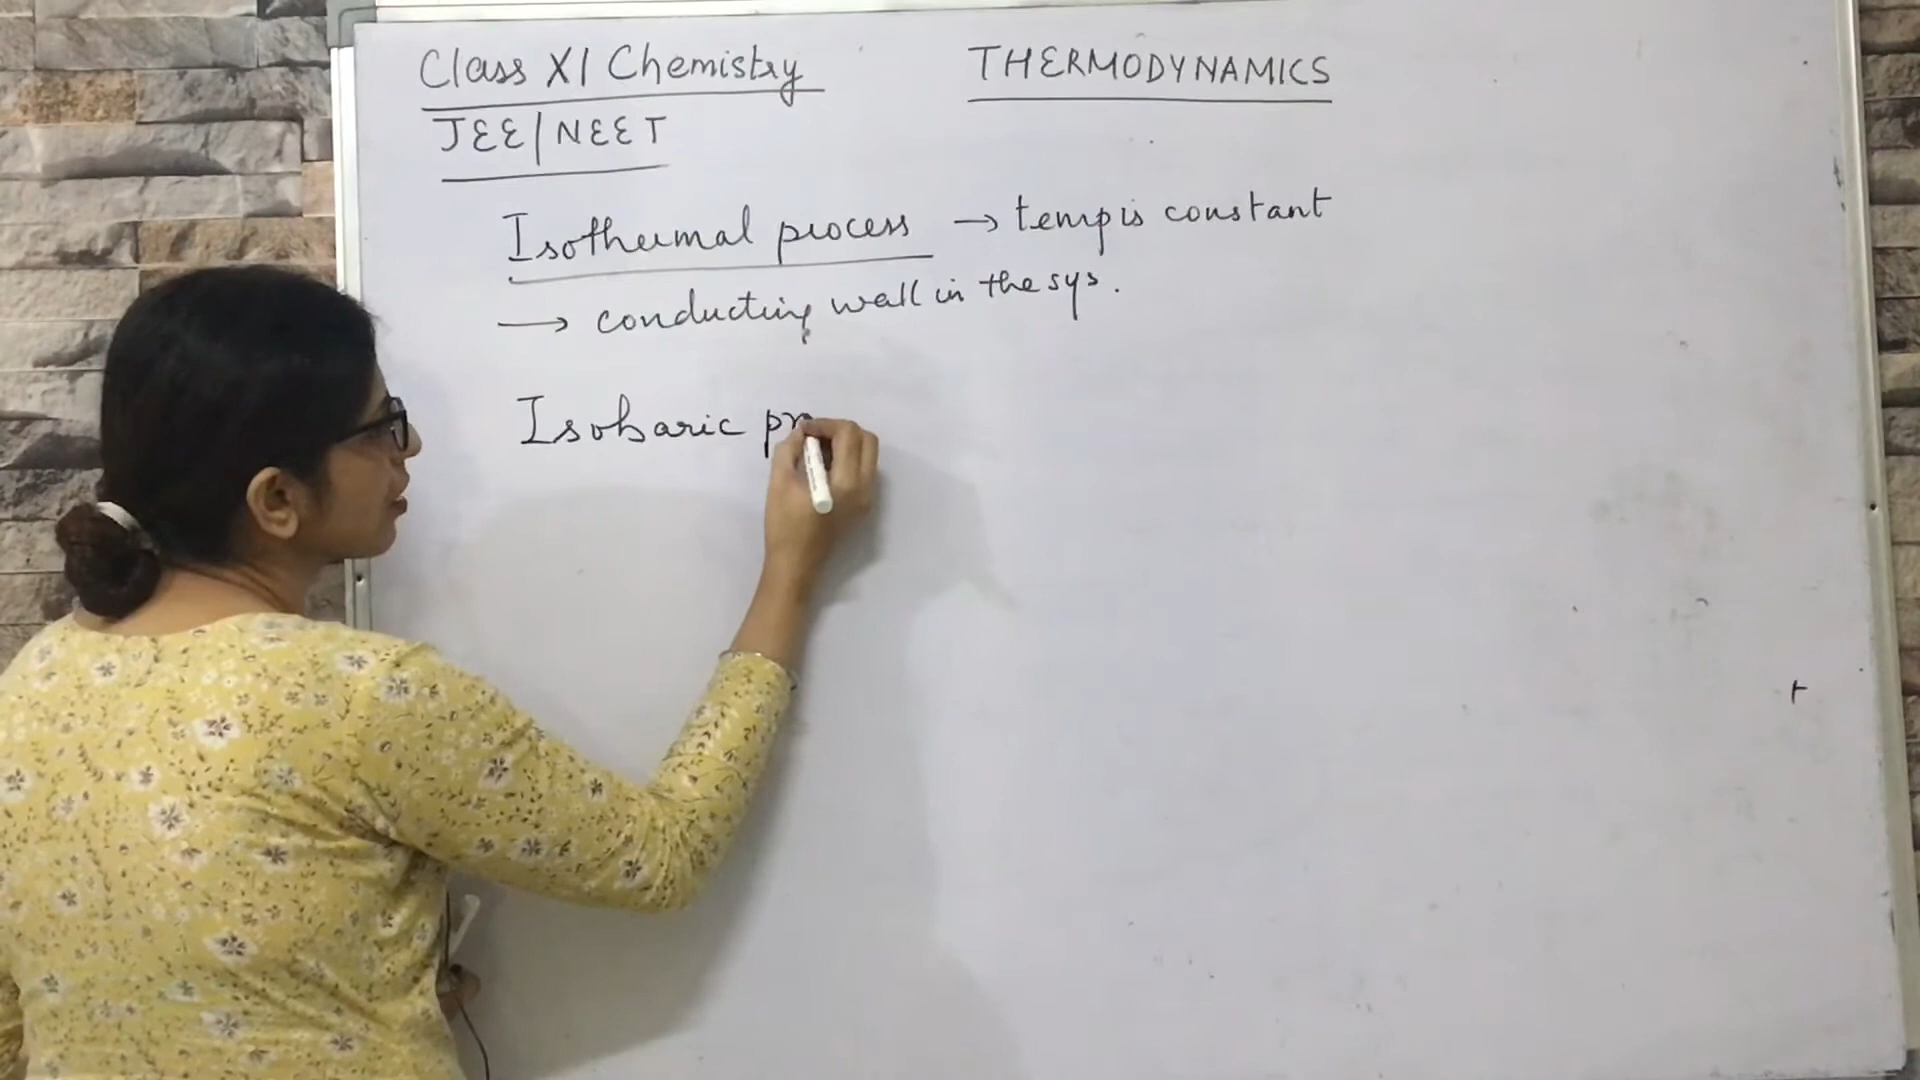 Class XI Chemistry THERMODYNAMICS
JEE/NEET
Isothermal process → temp is constant
→ conducting wall in the sys.
Isobaric pr